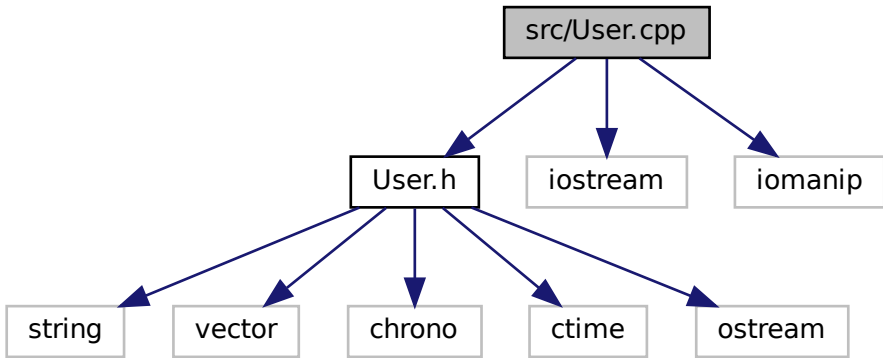 src/User.cpp
User.h
iostream
iomanip
string
vector
chrono
ctime
ostream